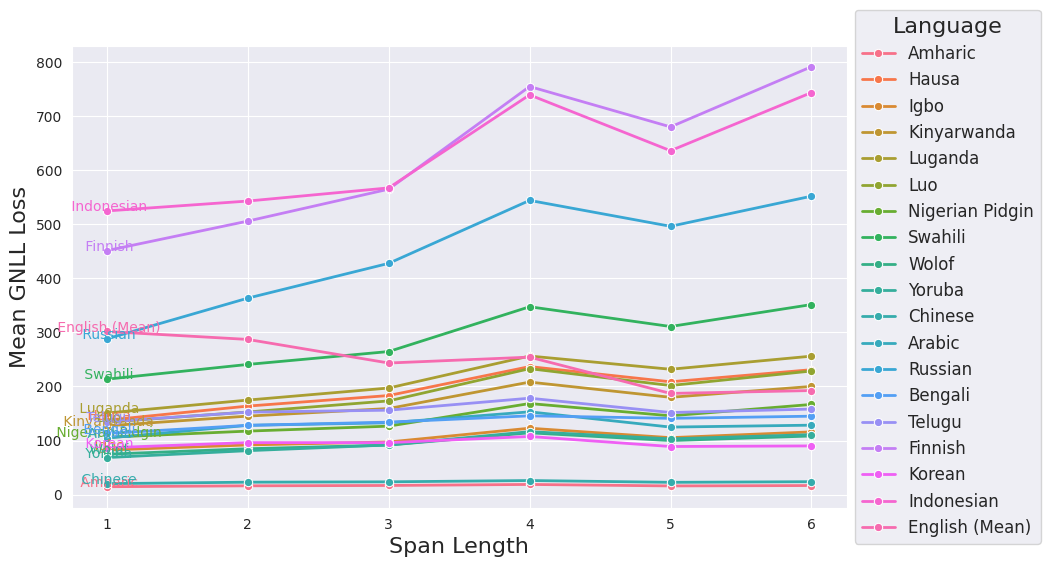 Language
Amharic
Hausa
Igbo
Kinyarwanda
Luganda
Luo
Nigerian Pidgin
Swahili
Wolof
Yoruba
Chinese
Arabic
Russian
Bengali
Telugu
Finnish
Korean
Indonesian
English (Mean)
Mean GNLL Loss
800
700
600
500
400
300
200
100
0
Indonesian
Finnish
English (Mean)
Russian
Swahili
Luganda
Korean
Chinese
Amharic
1 2 3 4 5 6
Span Length